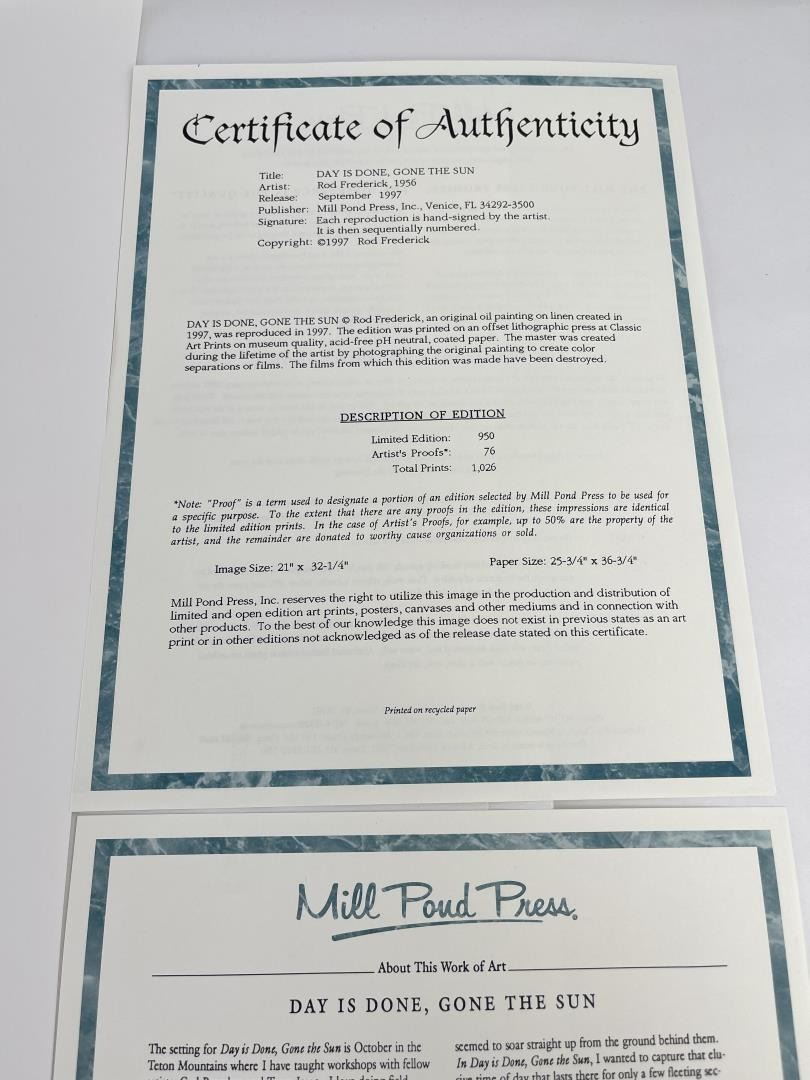 Certificate of Authenticity
Title: DAY IS DONE, GONE THE SUN
Artist: Rod Frederick, 1956
Release: September 1997
Publisher: Mill Pond Press, Inc., Venice, FL 34292-3500
Signature: Each reproduction is hand-signed by the artist.
It is then sequentially numbered.
Copyright: ©1997 Rod Frederick
DAY IS DONE, GONE THE SUN © Rod Frederick, an original oil painting on linen created in
1997, was reproduced in 1997. The edition was printed on an offset lithographic press at Classic
Art Prints on museum quality, acid-free pH neutral, coated paper. The master was created
during the lifetime of the artist by photographing the original painting to create color
separations or films. The films from which this edition was made have been destroyed.
DESCRIPTION OF EDITION
Limited Edition: 950
Artist's Proofs*: 76
Total Prints: 1,026
*Note: "Proof" is a term used to designate a portion of an edition selected by Mill Pond Press to be used for
a specific purpose. To the extent that there are any proofs in the edition, these impressions are identical
to the limited edition prints. In the case of Artist's Proofs, for example, up to 50% are the property of the
artist, and the remainder are donated to worthy cause organizations or sold.
Image Size: 21" x 32-1/4" Paper Size: 25-3/4" x 36-3/4"
Mill Pond Press, Inc. reserves the right to utilize this image in the production and distribution of
limited and open edition art prints, posters, canvases and other mediums and in connection with
other products. To the best of our knowledge this image does not exist in previous states as an art
print or in other editions not acknowledged as of the release date stated on this certificate.
Printed on recycled paper
Mill Pond Press.
About This Work of Art
DAY IS DONE, GONE THE SUN
The setting for Day is Done, Gone the Sun is October in the
Teton Mountains where I have taught workshops with fellow
seemed to soar straight up from the ground behind them.
In Day is Done, Gone the Sun, I wanted to capture that elu-
sive time of day that lasts there for only a few fleeting sec-